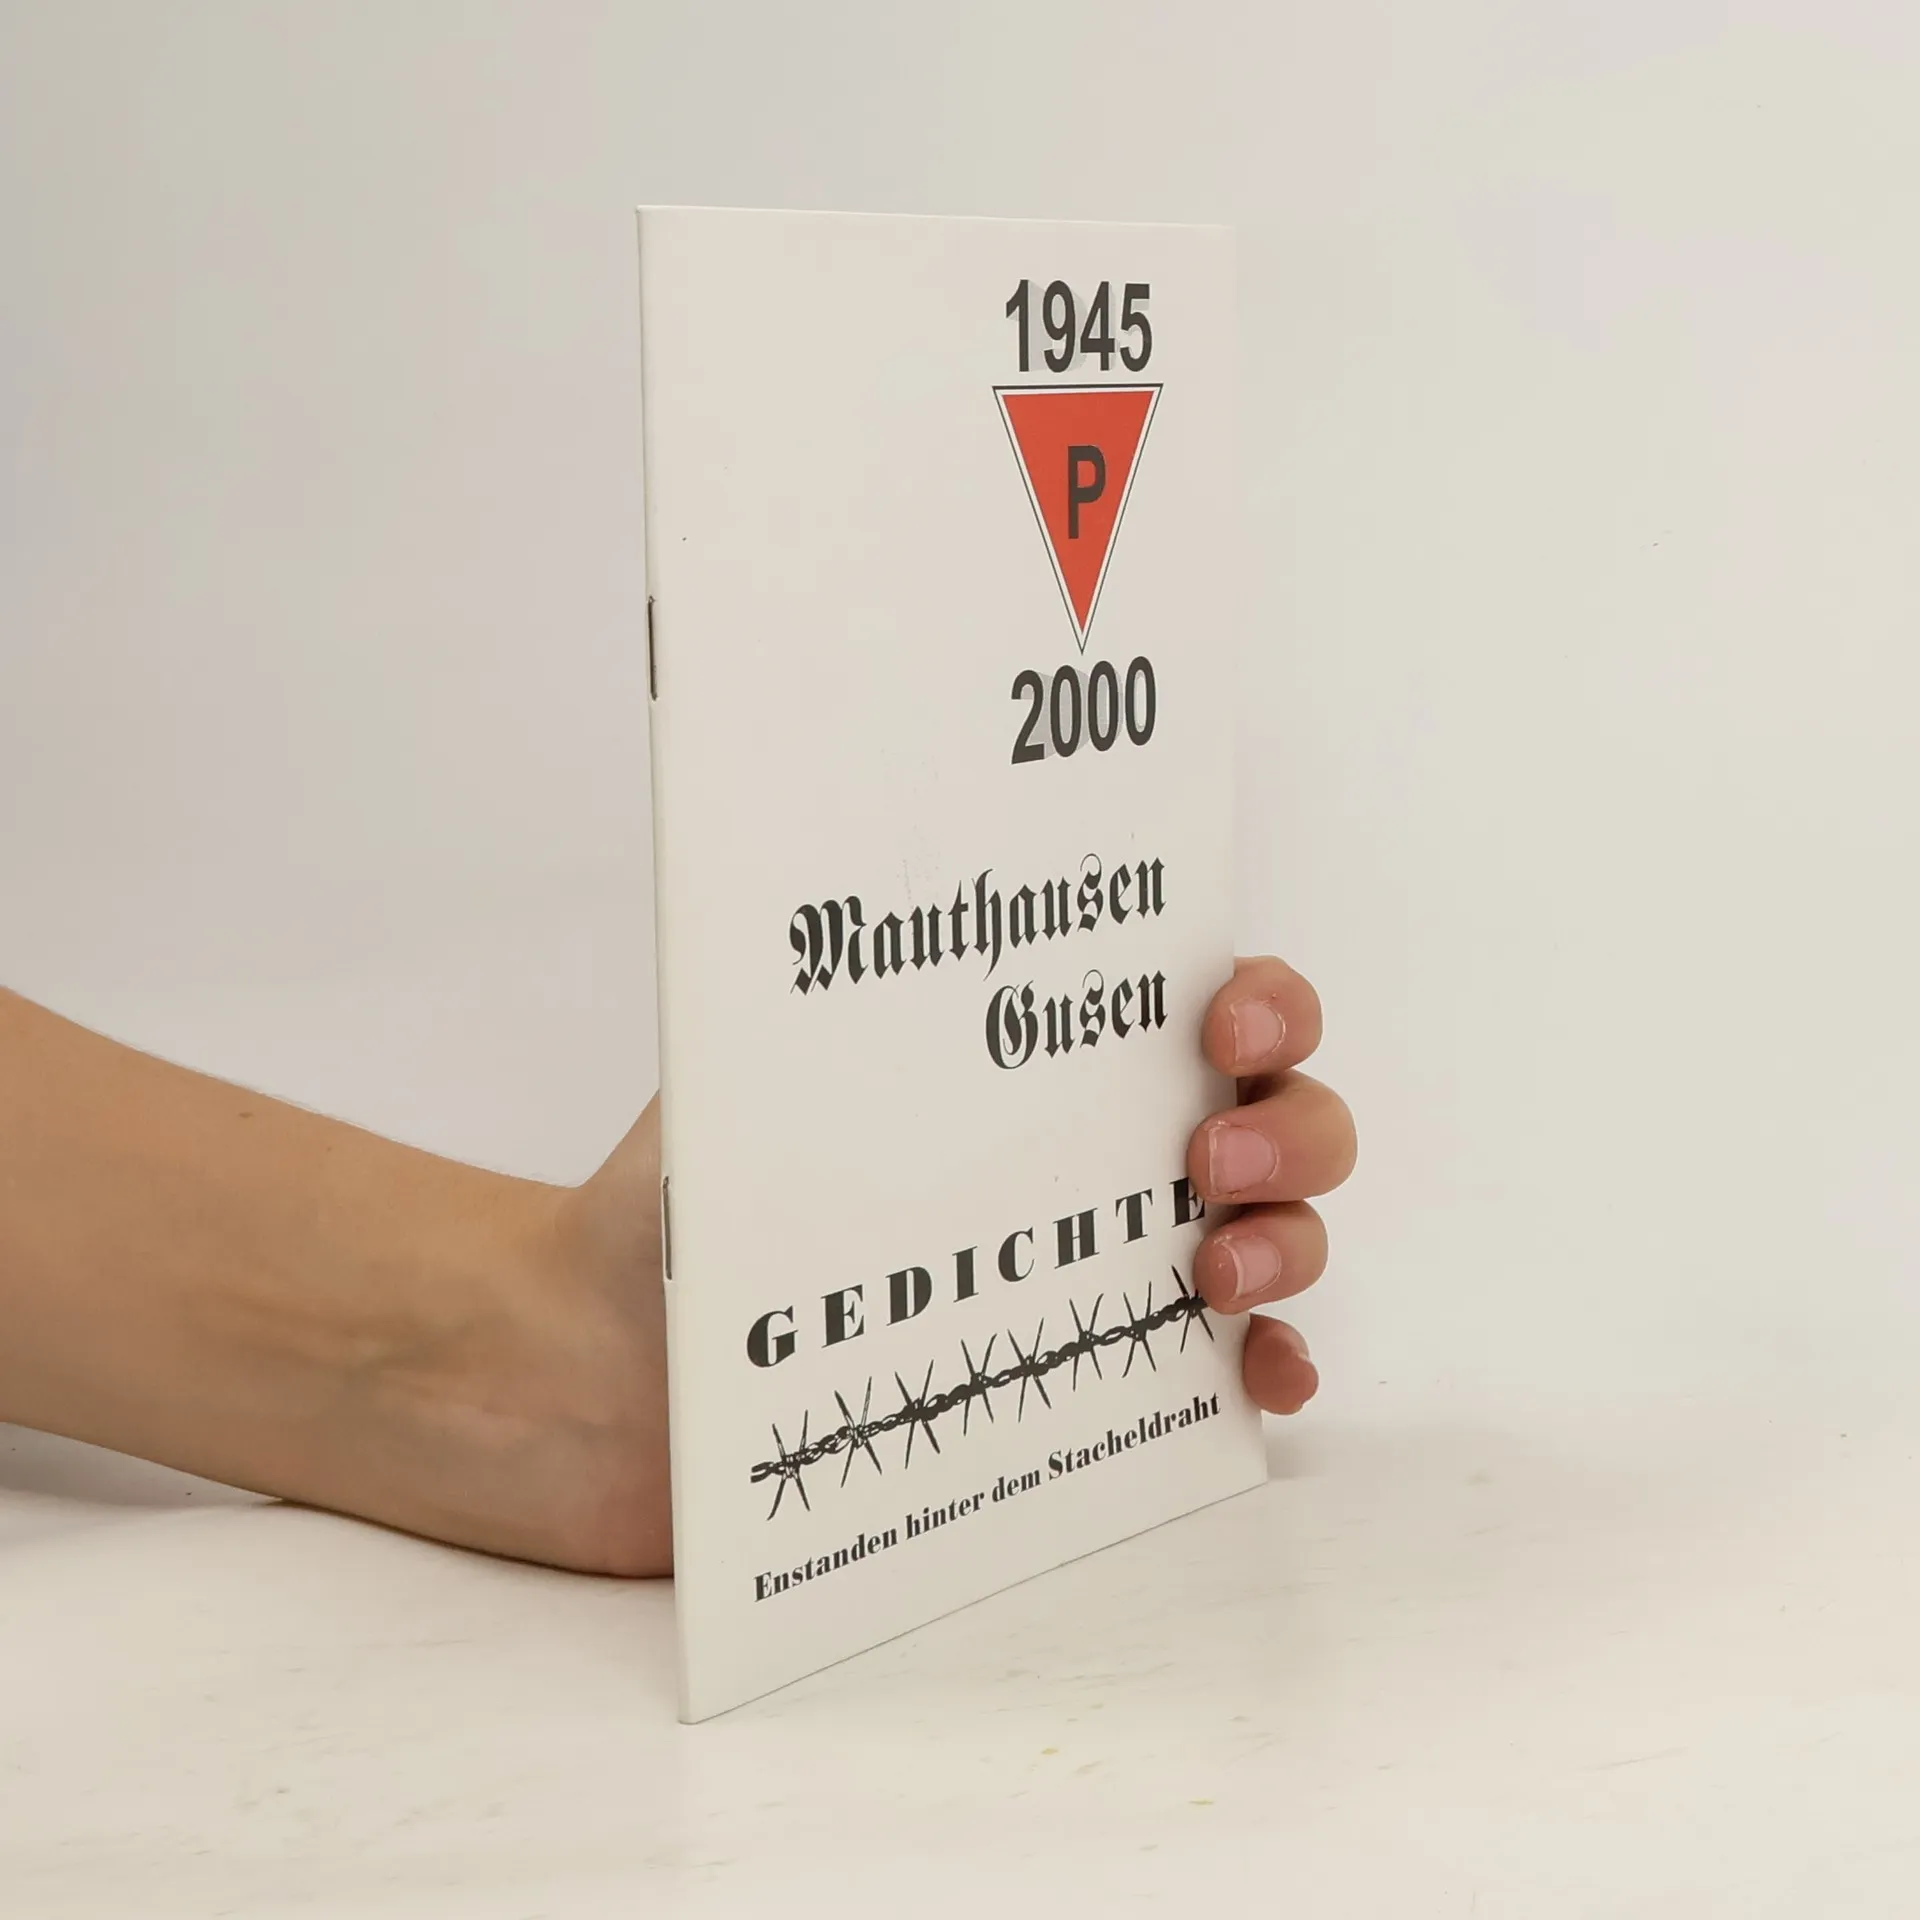 1945
P
2000
Mauthausen
Gusen
GEDICHTE
Enstanden hinter dem Stacheldraht